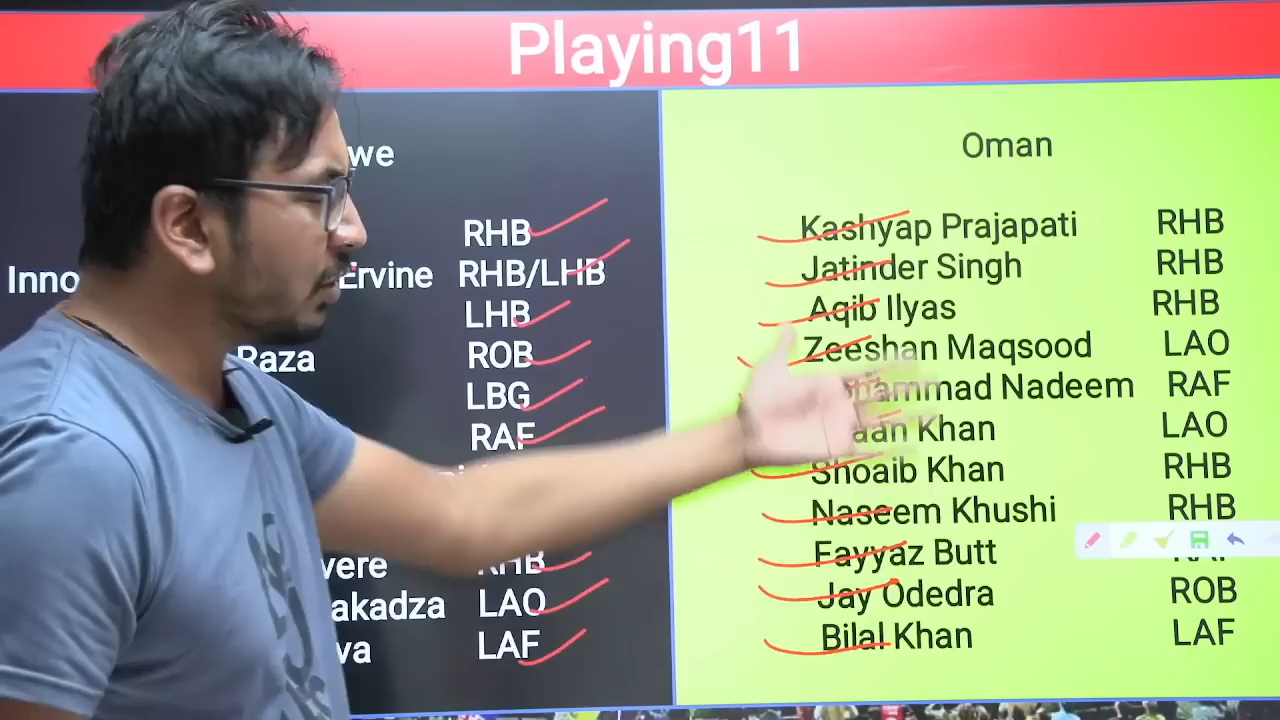 Playing11
we
Oman
RHB
Inno Ervine RHB/LHB
LHB
Raza ROB
LBG
RAF
vere RHB
akadza LAO
va LAF
Kashyap Prajapati RHB
Jatinder Singh RHB
Aqib Ilyas RHB
Zeeshan Maqsood LAO
hammad Nadeem RAF
aan Khan LAO
Shoaib Khan RHB
Naseem Khushi RHB
Fayyaz Butt
Jay Odedra ROB
Bilal Khan LAF